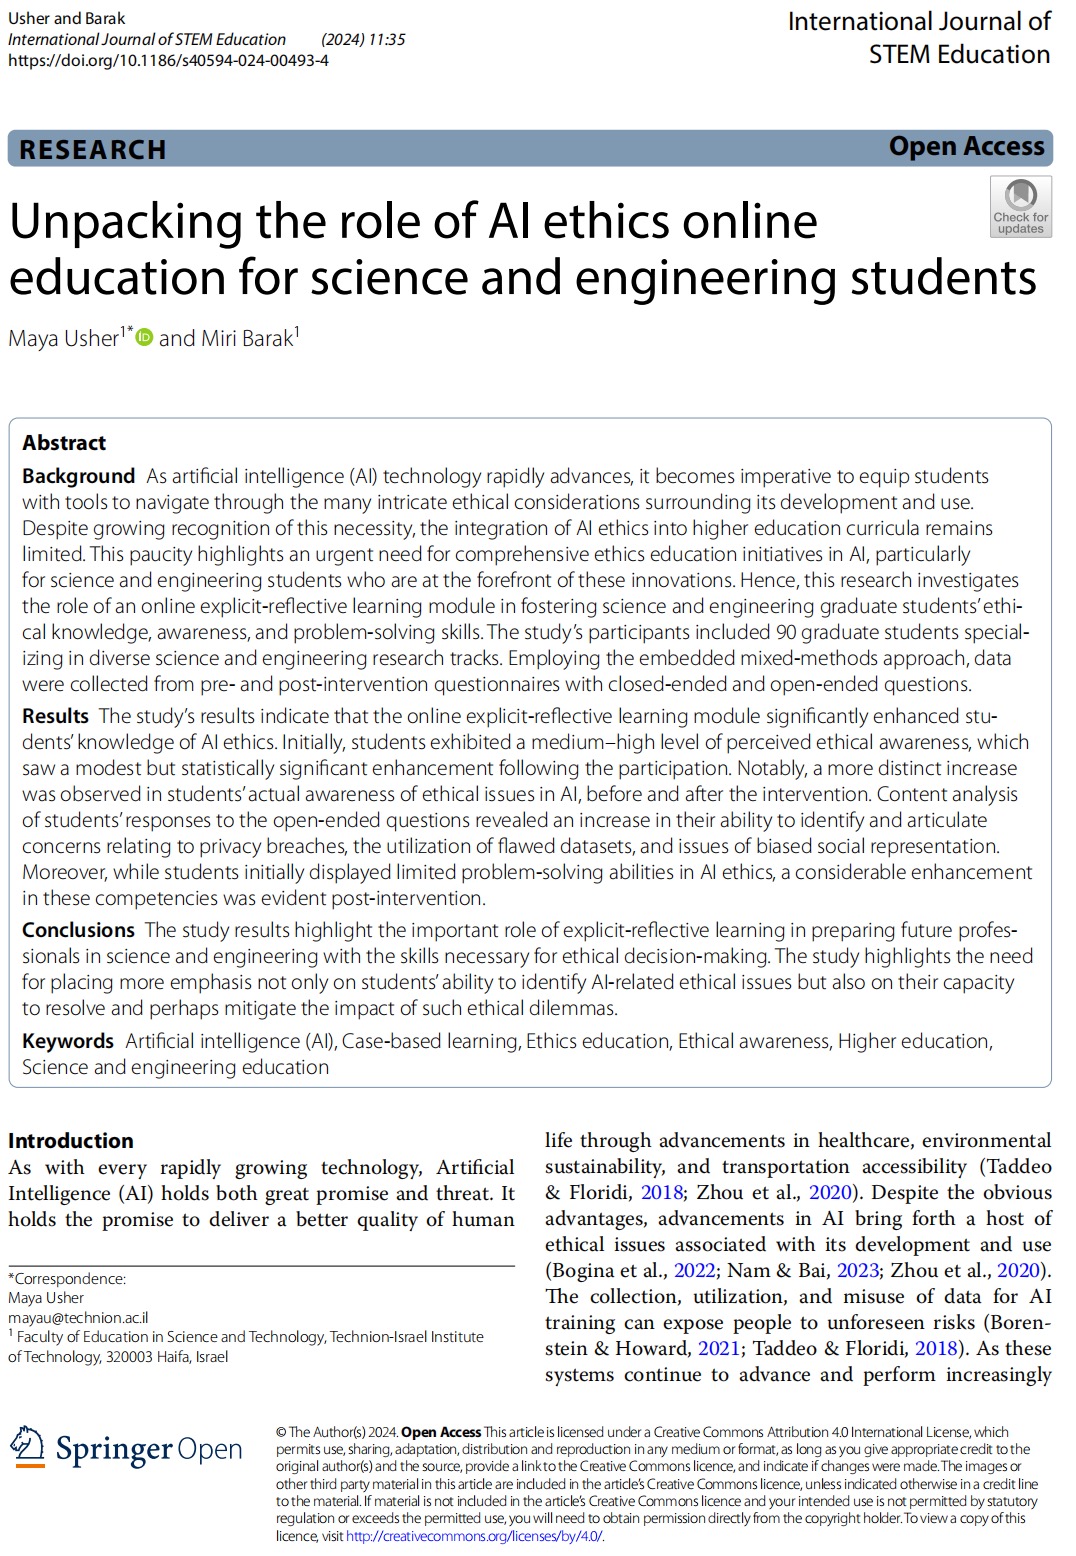 Usher and Barak
International Journal of STEM Education (2024) 11:35
https://doi.org/10.1186/s40594-024-00493-4
International Journal of
STEM Education
RESEARCH
Open Access
Check for
updates
Unpacking the role of AI ethics online
education for science and engineering students
Maya Usher1* iD and Miri Barak1
Abstract
Background As artificial intelligence (AI) technology rapidly advances, it becomes imperative to equip students
with tools to navigate through the many intricate ethical considerations surrounding its development and use.
Despite growing recognition of this necessity, the integration of AI ethics into higher education curricula remains
limited. This paucity highlights an urgent need for comprehensive ethics education initiatives in AI, particularly
for science and engineering students who are at the forefront of these innovations. Hence, this research investigates
the role of an online explicit-reflective learning module in fostering science and engineering graduate students' ethi-
cal knowledge, awareness, and problem-solving skills. The study's participants included 90 graduate students special-
izing in diverse science and engineering research tracks. Employing the embedded mixed-methods approach, data
were collected from pre- and post-intervention questionnaires with closed-ended and open-ended questions.
Results The study's results indicate that the online explicit-reflective learning module significantly enhanced stu-
dents' knowledge of AI ethics. Initially, students exhibited a medium–high level of perceived ethical awareness, which
saw a modest but statistically significant enhancement following the participation. Notably, a more distinct increase
was observed in students' actual awareness of ethical issues in AI, before and after the intervention. Content analysis
of students' responses to the open-ended questions revealed an increase in their ability to identify and articulate
concerns relating to privacy breaches, the utilization of flawed datasets, and issues of biased social representation.
Moreover, while students initially displayed limited problem-solving abilities in AI ethics, a considerable enhancement
in these competencies was evident post-intervention.
Conclusions The study results highlight the important role of explicit-reflective learning in preparing future profes-
sionals in science and engineering with the skills necessary for ethical decision-making. The study highlights the need
for placing more emphasis not only on students' ability to identify AI-related ethical issues but also on their capacity
to resolve and perhaps mitigate the impact of such ethical dilemmas.
Keywords Artificial intelligence (AI), Case-based learning, Ethics education, Ethical awareness, Higher education,
Science and engineering education
Introduction
As with every rapidly growing technology, Artificial
Intelligence (AI) holds both great promise and threat. It
holds the promise to deliver a better quality of human
*Correspondence:
Maya Usher
mayau@technion.ac.il
1 Faculty of Education in Science and Technology, Technion-Israel Institute
of Technology, 320003 Haifa, Israel
life through advancements in healthcare, environmental
sustainability, and transportation accessibility (Taddeo
& Floridi, 2018; Zhou et al., 2020). Despite the obvious
advantages, advancements in AI bring forth a host of
ethical issues associated with its development and use
(Bogina et al., 2022; Nam & Bai, 2023; Zhou et al., 2020).
The collection, utilization, and misuse of data for AI
training can expose people to unforeseen risks (Boren-
stein & Howard, 2021; Taddeo & Floridi, 2018). As these
systems continue to advance and perform increasingly
Springer Open
© The Author(s) 2024. Open Access This article is licensed under a Creative Commons Attribution 4.0 International License, which
permits use, sharing, adaptation, distribution and reproduction in any medium or format, as long as you give appropriate credit to the
original author(s) and the source, provide a link to the Creative Commons licence, and indicate if changes were made. The images or
other third party material in this article are included in the article's Creative Commons licence, unless indicated otherwise in a credit line
to the material. If material is not included in the article's Creative Commons licence and your intended use is not permitted by statutory
regulation or exceeds the permitted use, you will need to obtain permission directly from the copyright holder. To view a copy of this
licence, visit http://creativecommons.org/licenses/by/4.0/.